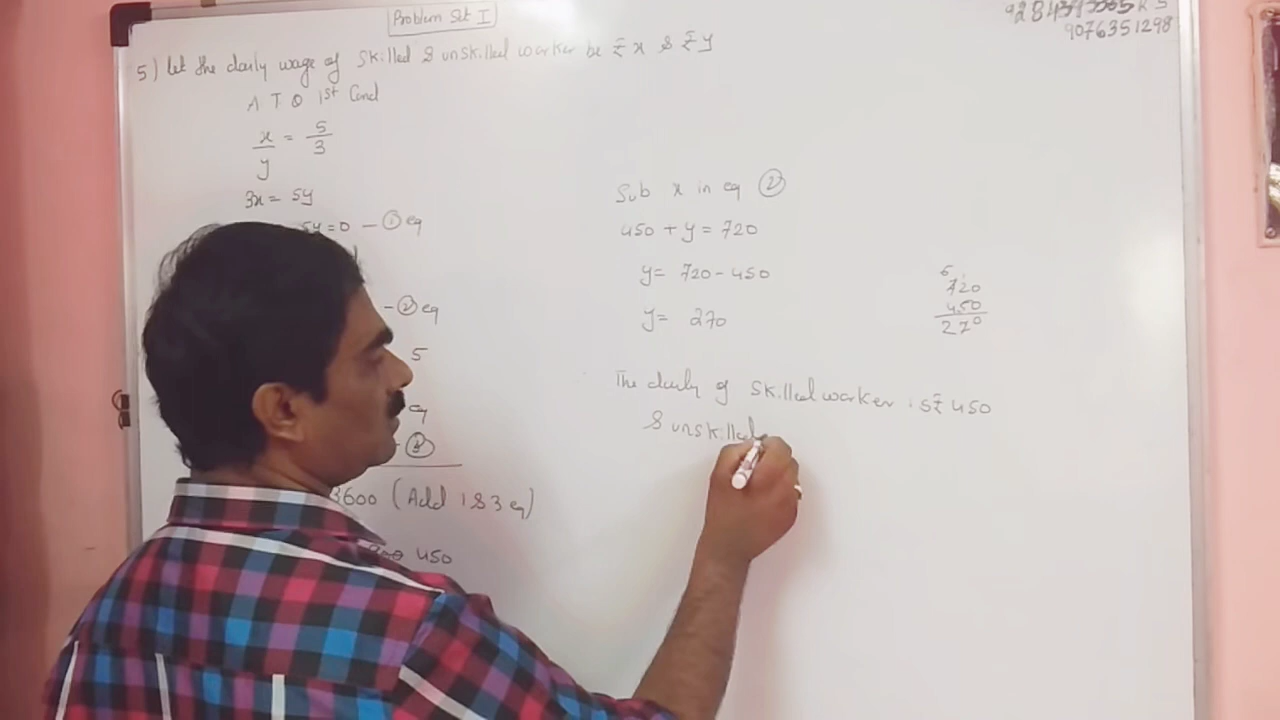 Problem Set I
9076351298
5) Let the daily wage of Skilled & unskilled worker be ₹ x & ₹ y
A T Q 1st Cond
x/y = 5/3
3x = 5y
5y = 0 - ① eq
- ② eq
5
eq
③
3600 (Add 1 & 3 eq)
450
Sub x in eq ②
450 + y = 720
y = 720 - 450
y = 270
6
720
450
270
The daily of Skilled worker is ₹ 450
& unskilled